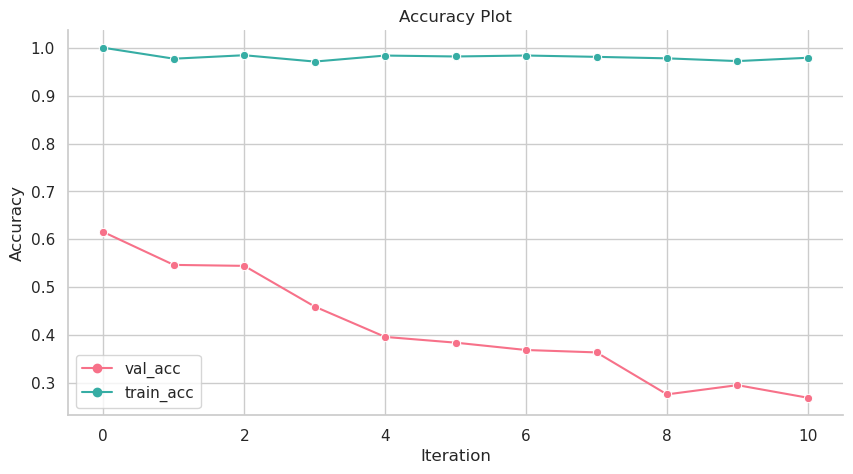 Accuracy Plot
1.0
0.9
0.8
0.7
0.6
0.5
0.4
0.3
Accuracy
val_acc
train_acc
0 2 4 6 8 10
Iteration